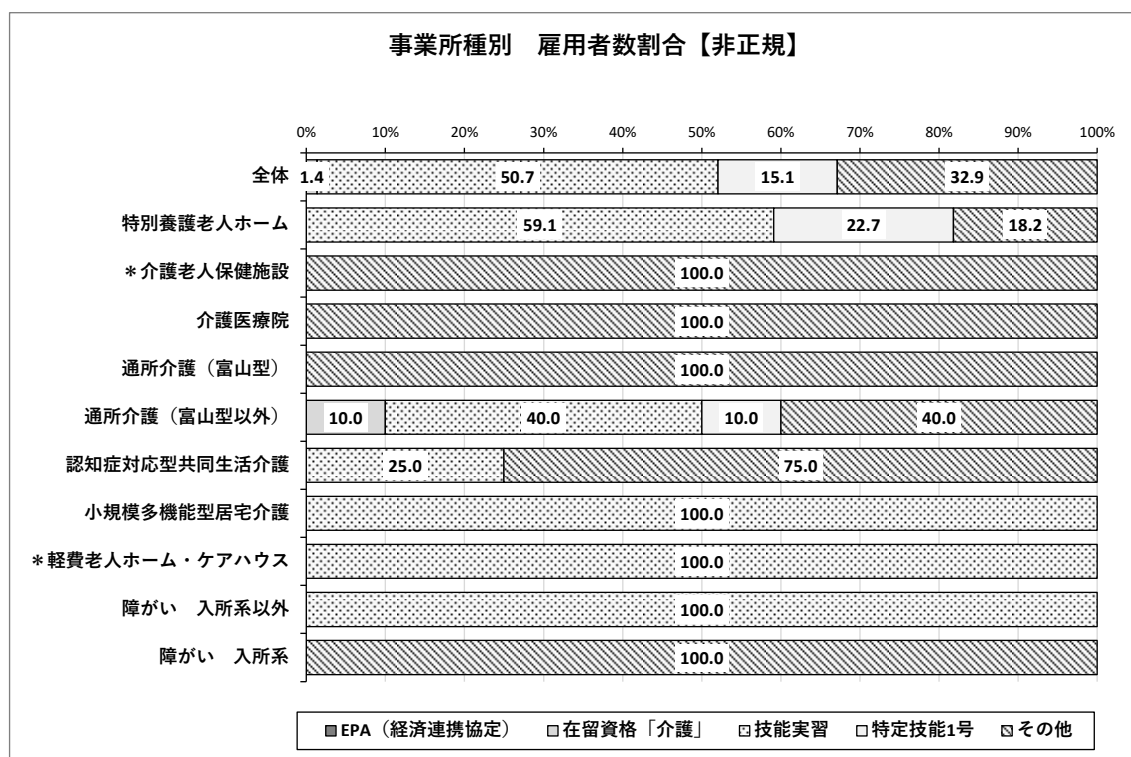 事業所種別　雇用者数割合【非正規】
0% 10% 20% 30% 40% 50% 60% 70% 80% 90% 100%
全体 1.4 50.7 15.1 32.9
特別養護老人ホーム 59.1 22.7 18.2
＊介護老人保健施設 100.0
介護医療院 100.0
通所介護（富山型） 100.0
通所介護（富山型以外） 10.0 40.0 10.0 40.0
認知症対応型共同生活介護 25.0 75.0
小規模多機能型居宅介護 100.0
＊軽費老人ホーム・ケアハウス 100.0
障がい　入所系以外 100.0
障がい　入所系 100.0
EPA（経済連携協定） 在留資格「介護」 技能実習 特定技能1号 その他